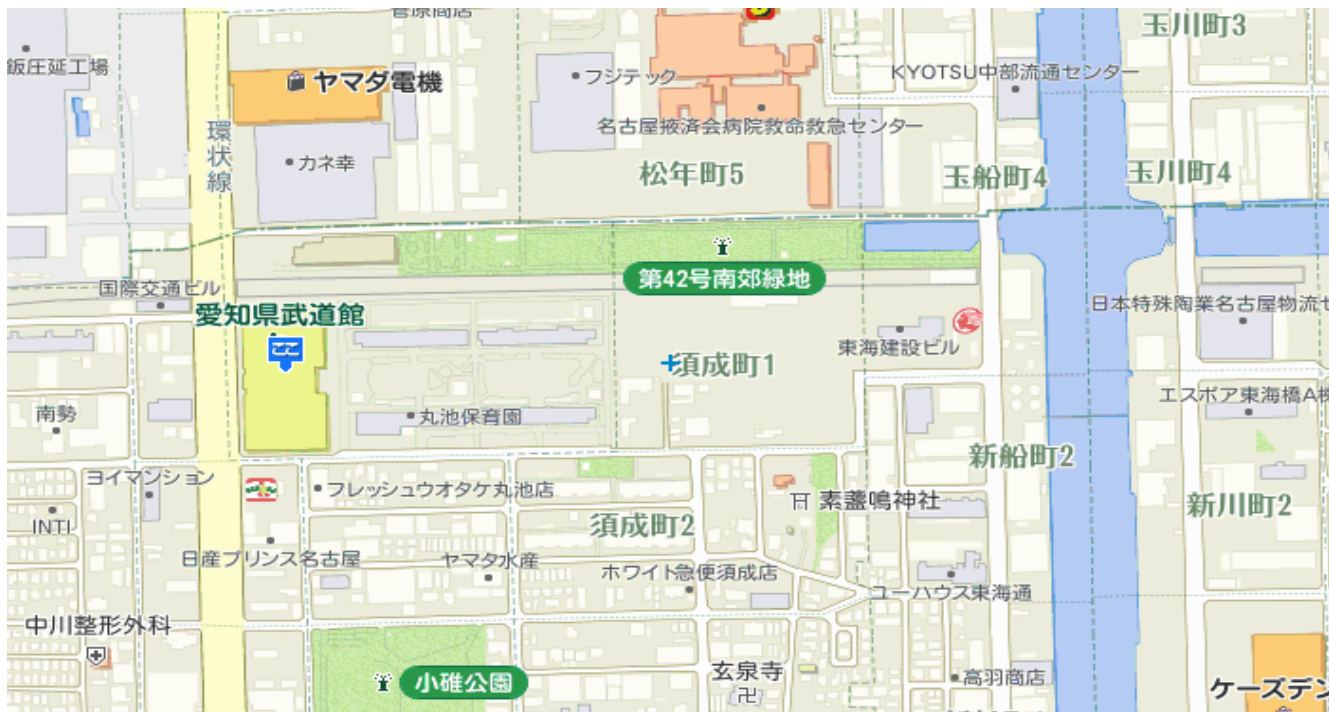 菅原商店
玉川町3
飯圧延工場
ヤマダ電機
フジテック
KYOTSU中部流通センター
名古屋掖済会病院救命救急センター
環状線
カネ幸
松年町5
玉船町4
玉川町4
第42号南郊緑地
国際交通ビル
愛知県武道館
日本特殊陶業名古屋物流セ
東海建設ビル
須成町1
エスポア東海橋A棟
南勢
丸池保育園
新船町2
ヨイマンション
フレッシュウオタケ丸池店
素盞鳴神社
新川町2
INTI
須成町2
日産プリンス名古屋
ヤマタ水産
ホワイト急便須成店
ユーハウス東海通
中川整形外科
玄泉寺
高羽商店
小碓公園
ケーズデン